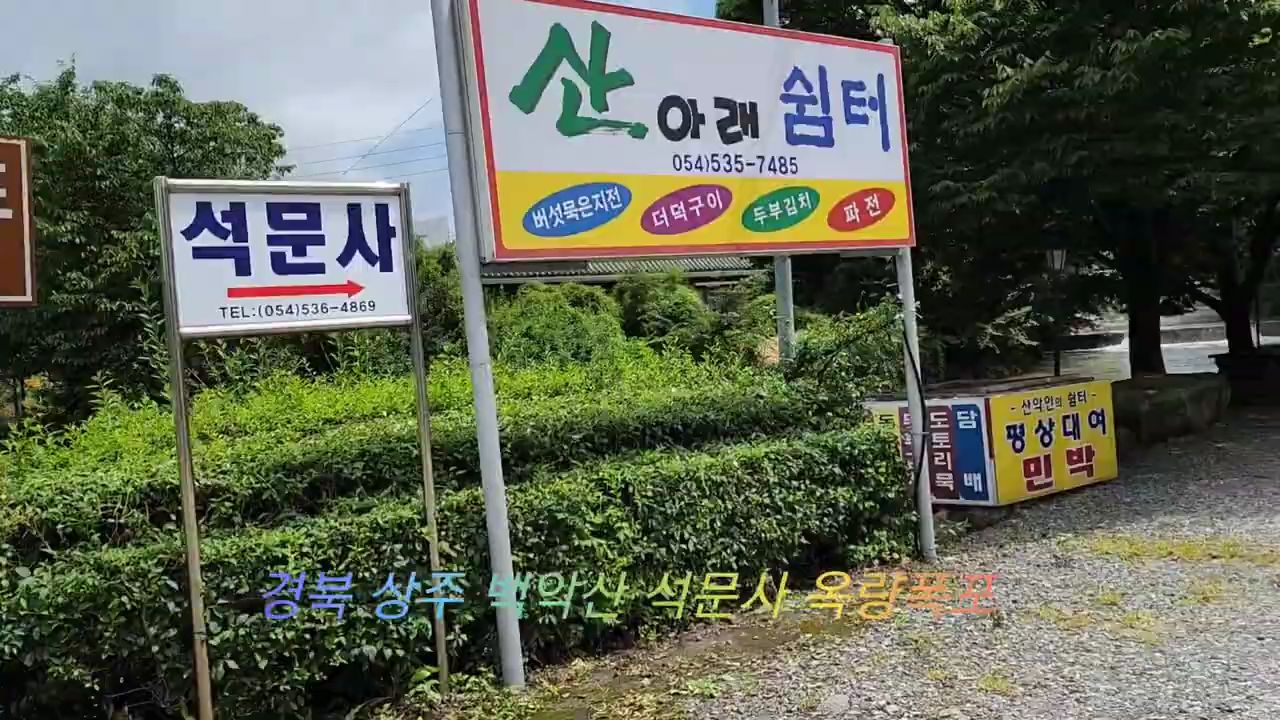 산 아래 쉼터
054)535-7485
버섯묵은지전 더덕구이 두부김치 파전
석문사
TEL:(054)536-4869
- 산악인의 쉼터 -
평상대여
민박
도토리묵
담배
경북 상주 백악산 석문사 옥량폭포